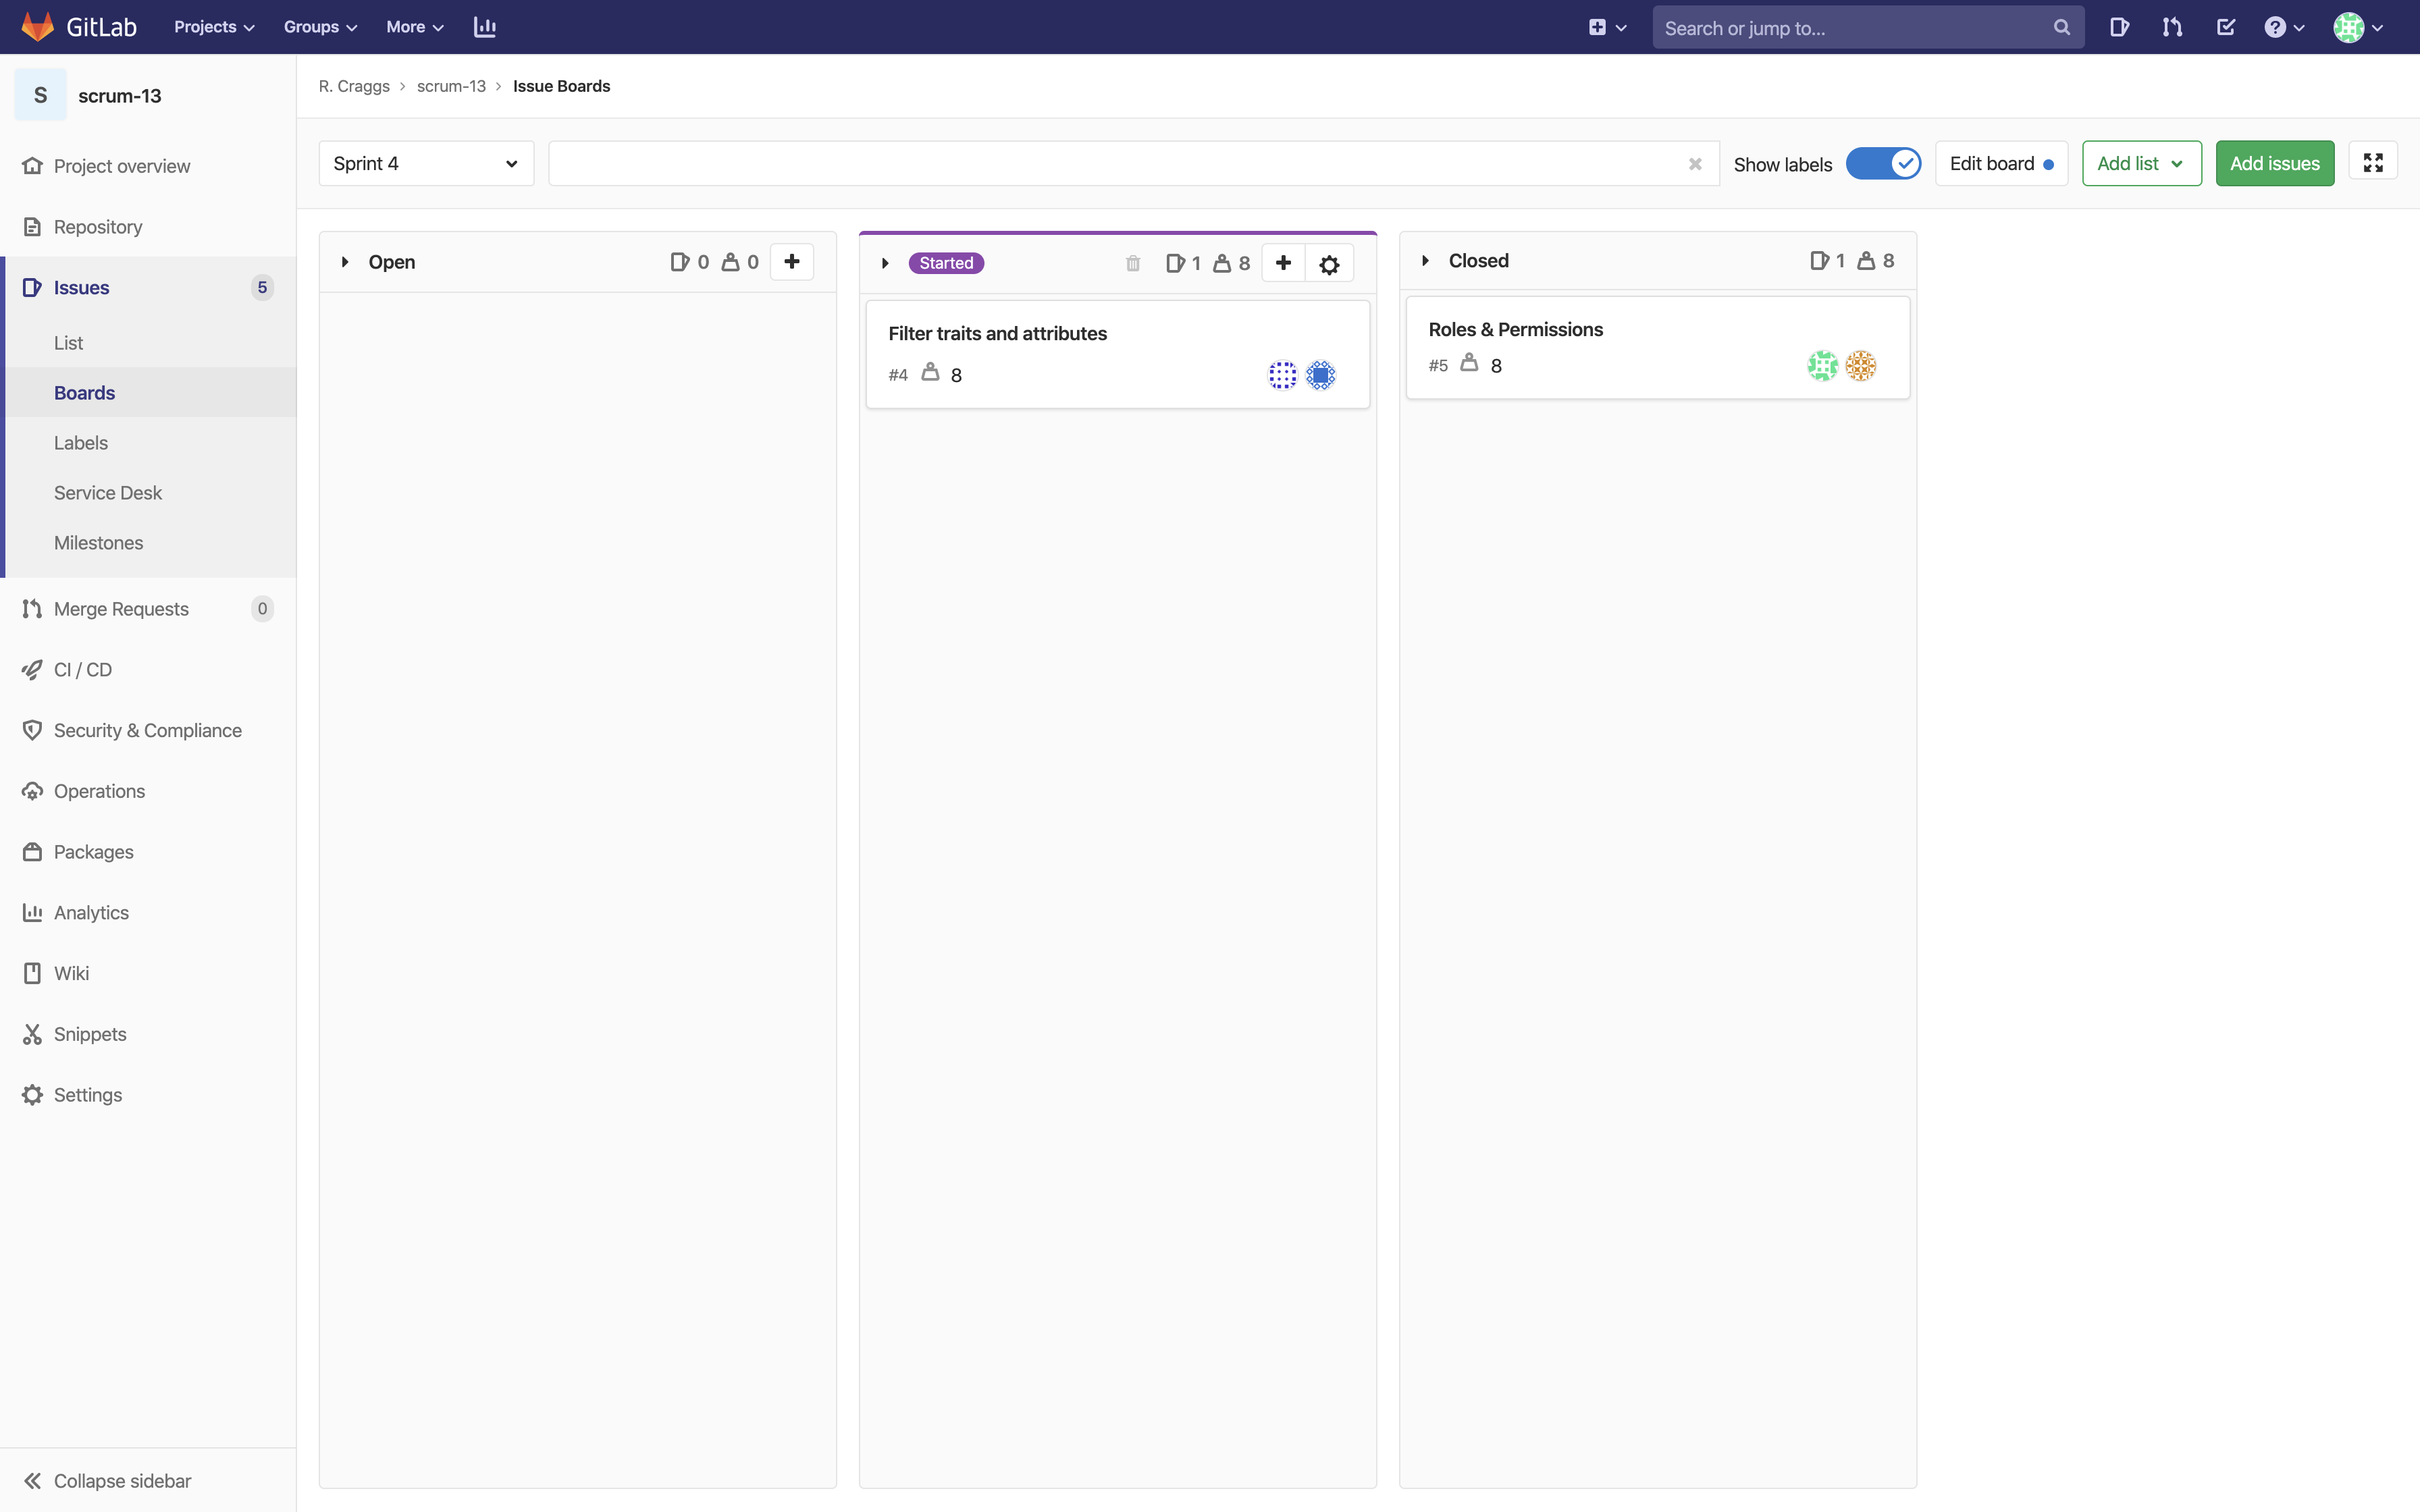 GitLab Projects Groups More Search or jump to...
S scrum-13
R. Craggs > scrum-13 > Issue Boards
Project overview
Repository
Issues 5
List
Boards
Labels
Service Desk
Milestones
Merge Requests 0
CI / CD
Security & Compliance
Operations
Packages
Analytics
Wiki
Snippets
Settings
Collapse sidebar
Sprint 4 Show labels Edit board Add list Add issues
Open 0 0
Started 1 8
Filter traits and attributes
#4 8
Closed 1 8
Roles & Permissions
#5 8